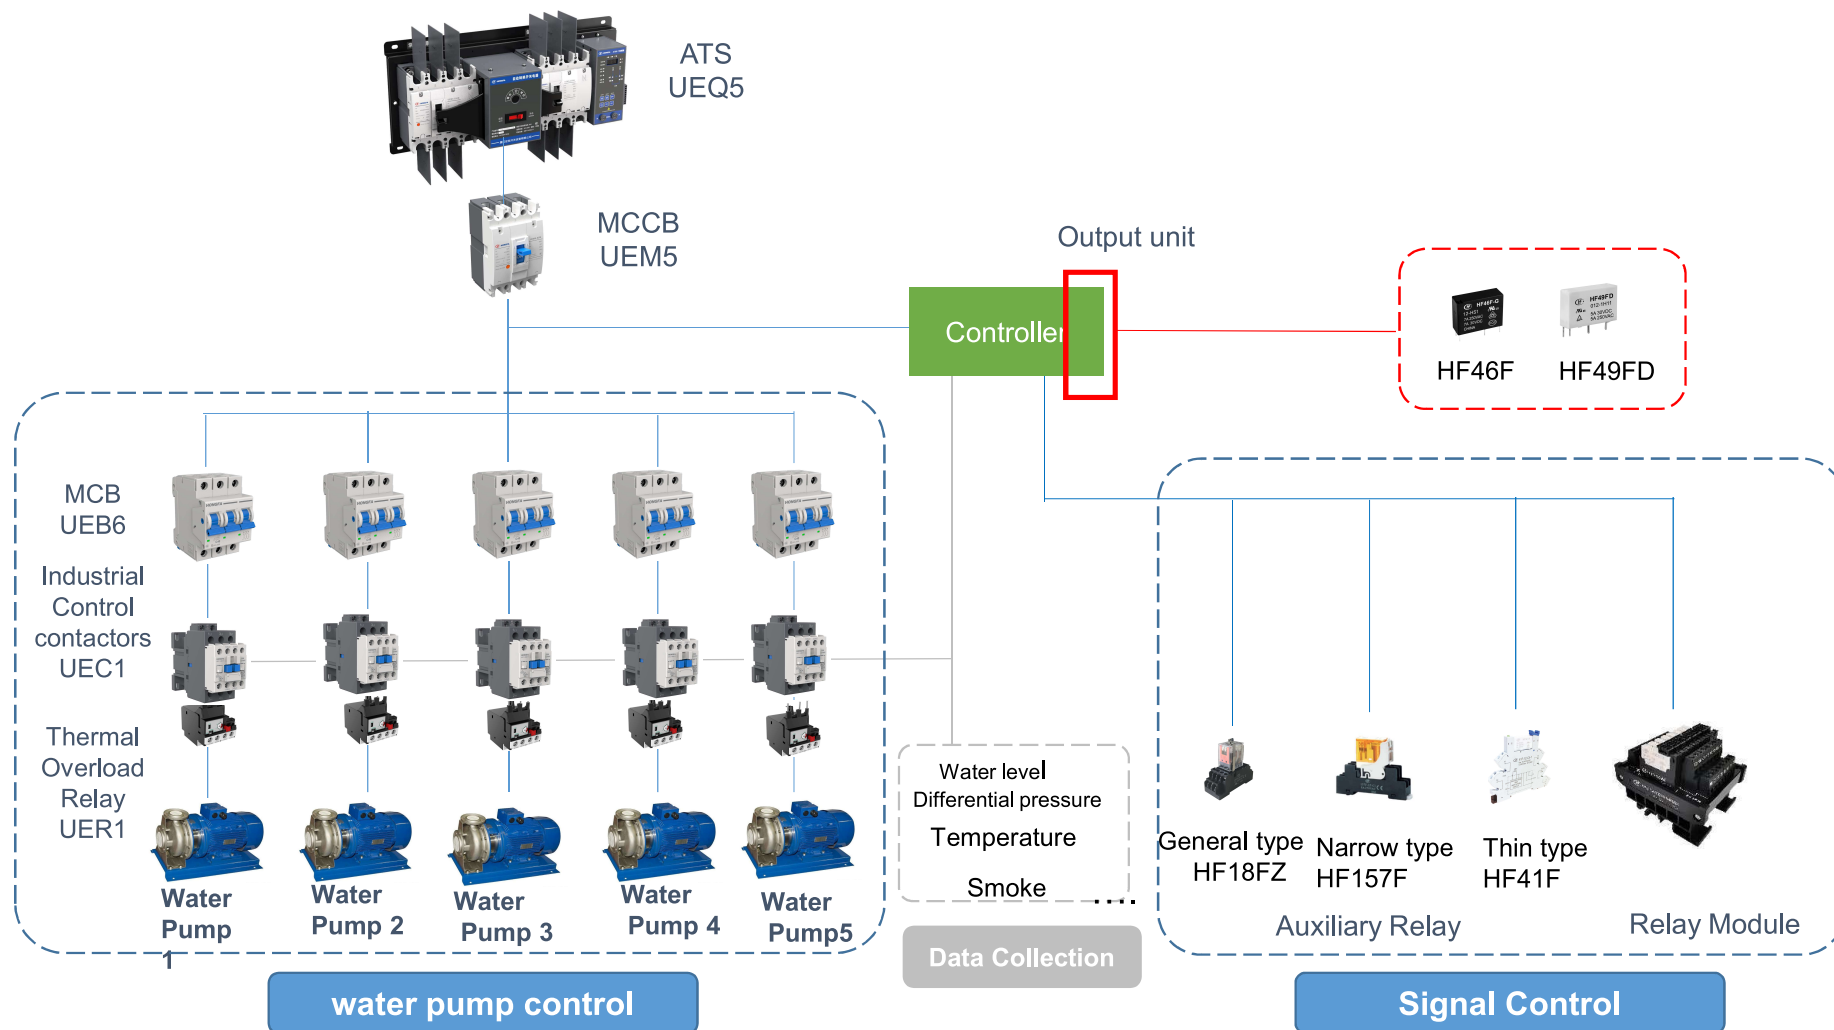 ATS
UEQ5
MCCB
UEM5
Output unit
Controller
HF46F
HF49FD
MCB
UEB6
Industrial
Control
contactors
UEC1
Thermal
Overload
Relay
UER1
Water
Pump
1
Water
Pump 2
Water
Pump 3
Water
Pump 4
Water
Pump5
water pump control
Water level
Differential pressure
Temperature
Smoke
....
Data Collection
General type
HF18FZ
Narrow type
HF157F
Thin type
HF41F
Auxiliary Relay
Relay Module
Signal Control